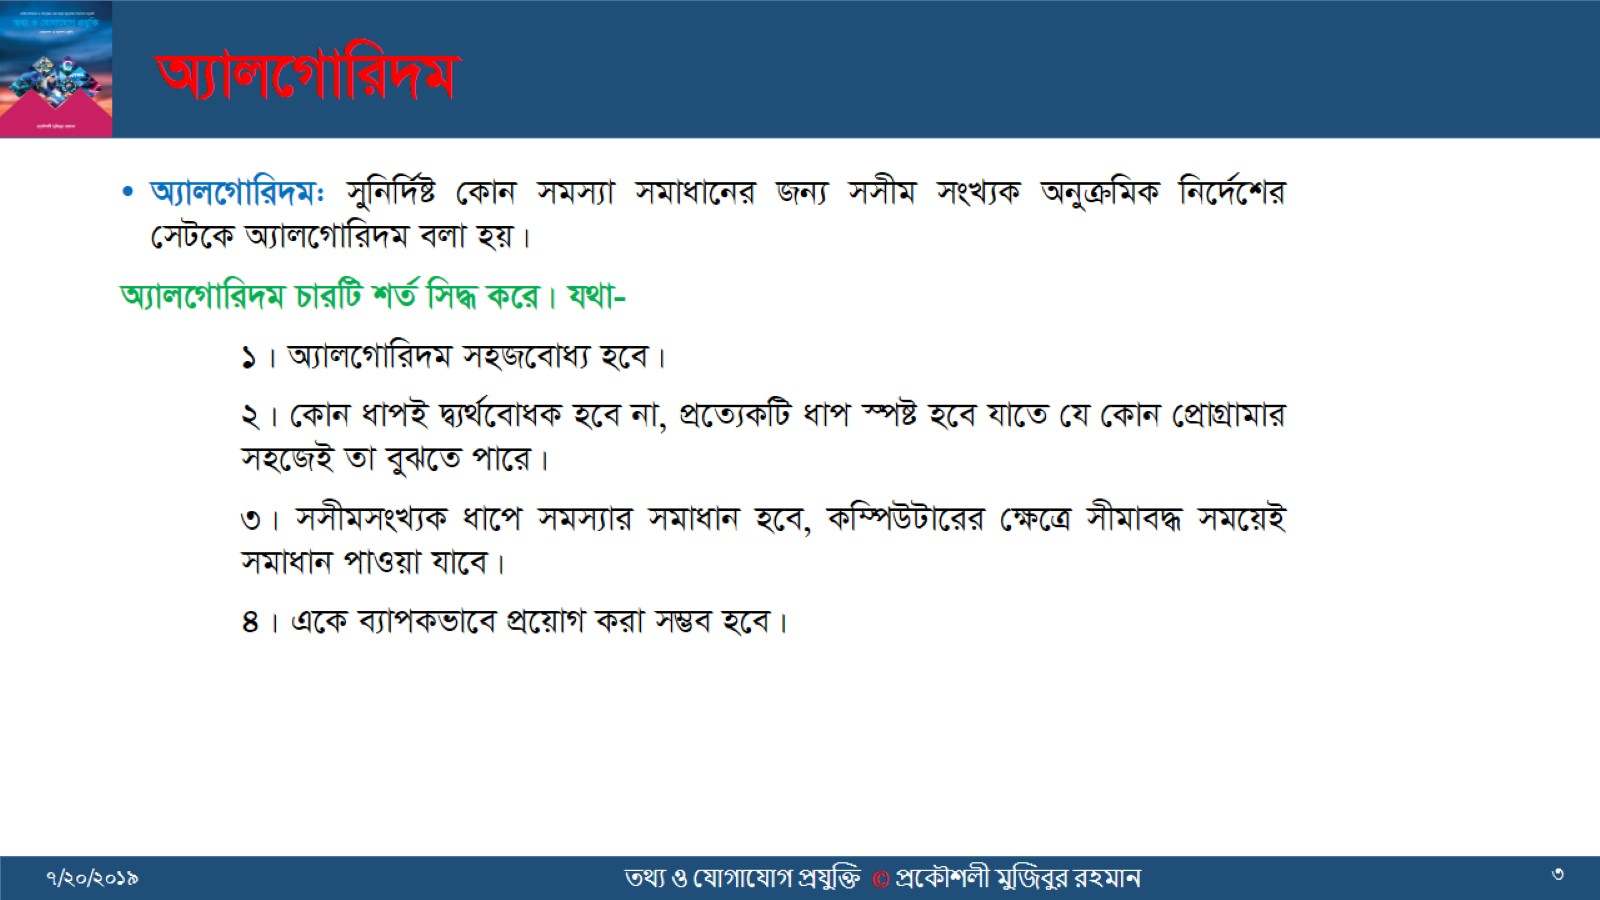 তথ্য ও যোগাযোগ প্রযুক্তি
অ্যালগোরিদম
• অ্যালগোরিদম: সুনির্দিষ্ট কোন সমস্যা সমাধানের জন্য সসীম সংখ্যক অনুক্রমিক নির্দেশের
সেটকে অ্যালগোরিদম বলা হয়।
অ্যালগোরিদম চারটি শর্ত সিদ্ধ করে। যথা-
১। অ্যালগোরিদম সহজবোধ্য হবে।
২। কোন ধাপই দ্ব্যর্থবোধক হবে না, প্রত্যেকটি ধাপ স্পষ্ট হবে যাতে যে কোন প্রোগ্রামার
সহজেই তা বুঝতে পারে।
৩। সসীমসংখ্যক ধাপে সমস্যার সমাধান হবে, কম্পিউটারের ক্ষেত্রে সীমাবদ্ধ সময়েই
সমাধান পাওয়া যাবে।
৪। একে ব্যাপকভাবে প্রয়োগ করা সম্ভব হবে।
৭/২০/২০১৯
তথ্য ও যোগাযোগ প্রযুক্তি © প্রকৌশলী মুজিবুর রহমান
৩